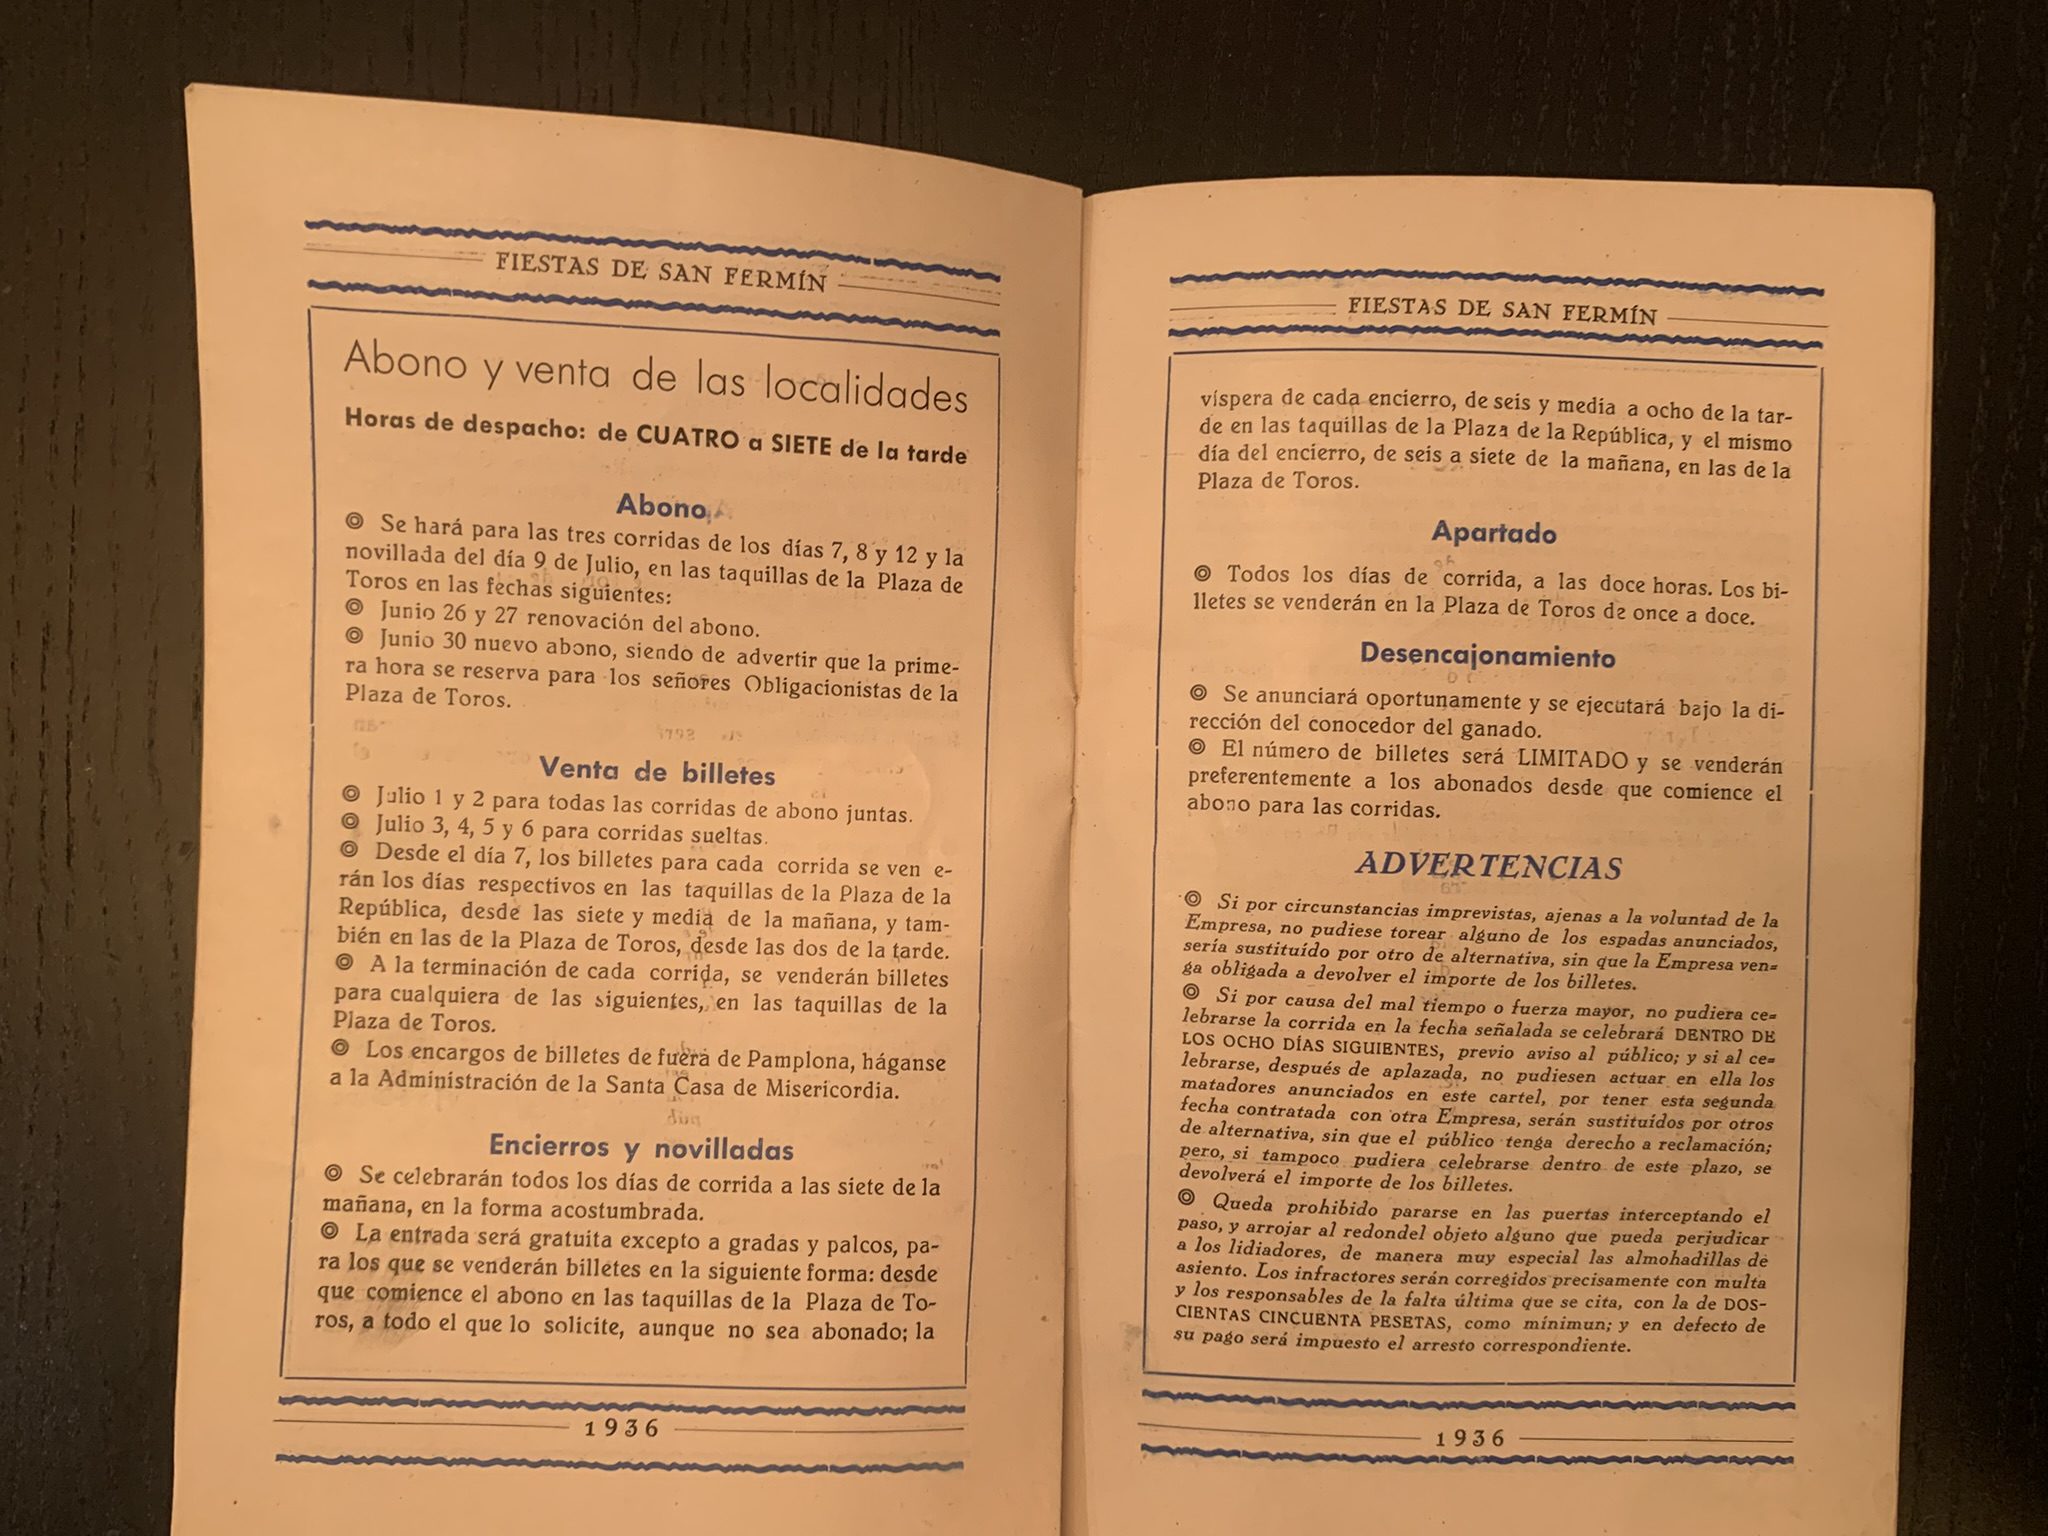 FIESTAS DE SAN FERMÍN
Abono y venta de las localidades
Horas de despacho: de CUATRO a SIETE de la tarde
Abono
◎ Se hará para las tres corridas de los días 7, 8 y 12 y la
novillada del día 9 de Julio, en las taquillas de la Plaza de
Toros en las fechas siguientes:
◎ Junio 26 y 27 renovación del abono.
◎ Junio 30 nuevo abono, siendo de advertir que la prime-
ra hora se reserva para los señores Obligacionistas de la
Plaza de Toros.
Venta de billetes
◎ Julio 1 y 2 para todas las corridas de abono juntas.
◎ Julio 3, 4, 5 y 6 para corridas sueltas.
◎ Desde el día 7, los billetes para cada corrida se ven e-
rán los días respectivos en las taquillas de la Plaza de la
República, desde las siete y media de la mañana, y tam-
bién en las de la Plaza de Toros, desde las dos de la tarde.
◎ A la terminación de cada corrida, se venderán billetes
para cualquiera de las siguientes, en las taquillas de la
Plaza de Toros.
◎ Los encargos de billetes de fuera de Pamplona, háganse
a la Administración de la Santa Casa de Misericordia.
Encierros y novilladas
◎ Se celebrarán todos los días de corrida a las siete de la
mañana, en la forma acostumbrada.
◎ La entrada será gratuita excepto a gradas y palcos, pa-
ra los que se venderán billetes en la siguiente forma: desde
que comience el abono en las taquillas de la Plaza de To-
ros, a todo el que lo solicite, aunque no sea abonado; la
1936
FIESTAS DE SAN FERMÍN
víspera de cada encierro, de seis y media a ocho de la tar-
de en las taquillas de la Plaza de la República, y el mismo
día del encierro, de seis a siete de la mañana, en las de la
Plaza de Toros.
Apartado
◎ Todos los días de corrida, a las doce horas. Los bi-
lletes se venderán en la Plaza de Toros de once a doce.
Desencajonamiento
◎ Se anunciará oportunamente y se ejecutará bajo la di-
rección del conocedor del ganado.
◎ El número de billetes será LIMITADO y se venderán
preferentemente a los abonados desde que comience el
abono para las corridas.
ADVERTENCIAS
◎ Si por circunstancias imprevistas, ajenas a la voluntad de la
Empresa, no pudiese torear alguno de los espadas anunciados,
sería sustituído por otro de alternativa, sin que la Empresa ven=
ga obligada a devolver el importe de los billetes.
◎ Si por causa del mal tiempo o fuerza mayor, no pudiera ce=
lebrarse la corrida en la fecha señalada se celebrará DENTRO DE
LOS OCHO DÍAS SIGUIENTES, previo aviso al público; y si al ce=
lebrarse, después de aplazada, no pudiesen actuar en ella los
matadores anunciados en este cartel, por tener esta segunda
fecha contratada con otra Empresa, serán sustituídos por otros
de alternativa, sin que el público tenga derecho a reclamación;
pero, si tampoco pudiera celebrarse dentro de este plazo, se
devolverá el importe de los billetes.
◎ Queda prohibido pararse en las puertas interceptando el
paso, y arrojar al redondel objeto alguno que pueda perjudicar
a los lidiadores, de manera muy especial las almohadillas de
asiento. Los infractores serán corregidos precisamente con multa
y los responsables de la falta última que se cita, con la de DOS-
CIENTAS CINCUENTA PESETAS, como mínimun; y en defecto de
su pago será impuesto el arresto correspondiente.
1936